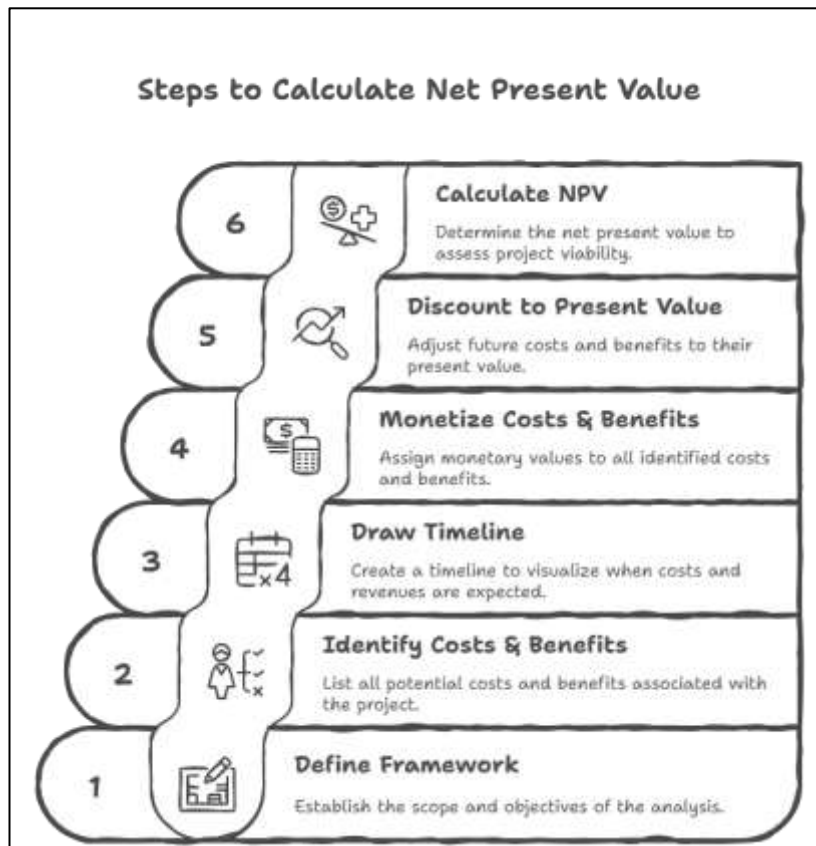 Steps to Calculate Net Present Value
6
Calculate NPV
Determine the net present value to
assess project viability.
5
Discount to Present Value
Adjust future costs and benefits to their
present value.
4
Monetize Costs & Benefits
Assign monetary values to all identified costs
and benefits.
3
x4
Draw Timeline
Create a timeline to visualize when costs and
revenues are expected.
2
Identify Costs & Benefits
List all potential costs and benefits associated with
the project.
1
Define Framework
Establish the scope and objectives of the analysis.